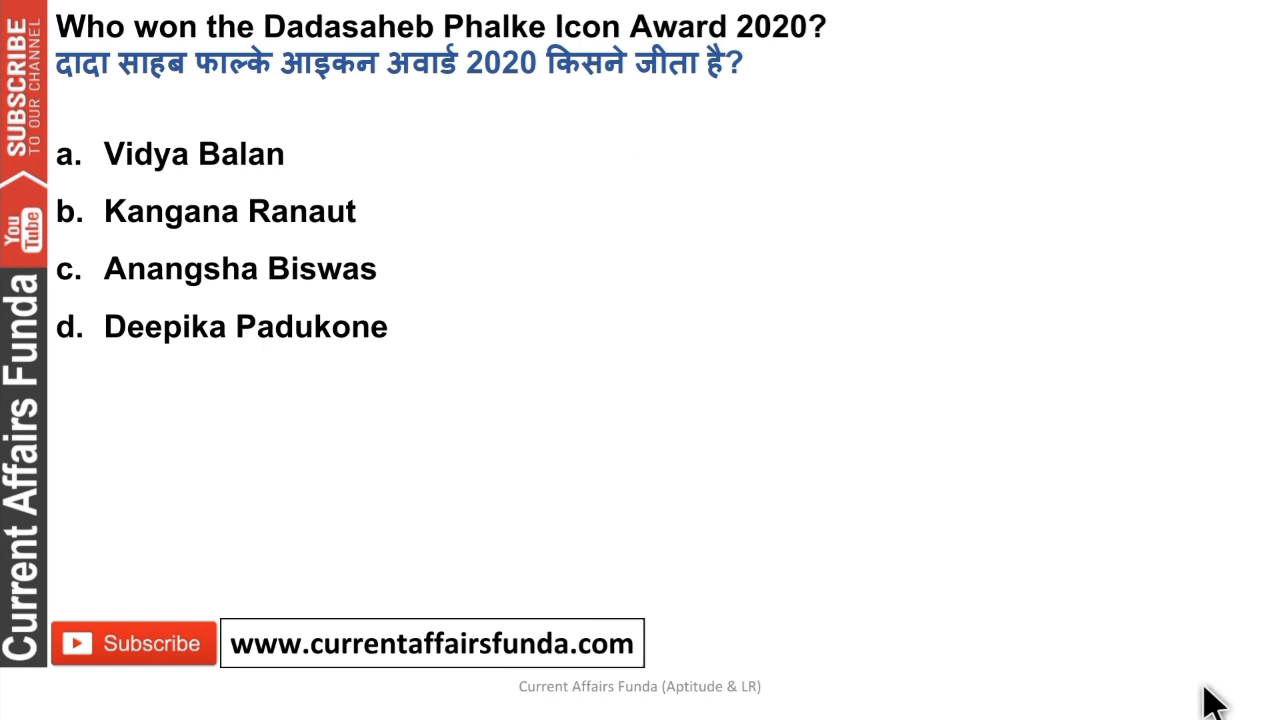 Who won the Dadasaheb Phalke Icon Award 2020?
दादा साहब फाल्के आइकन अवार्ड 2020 किसने जीता है?
a. Vidya Balan
b. Kangana Ranaut
c. Anangsha Biswas
d. Deepika Padukone
SUBSCRIBE
TO OUR CHANNEL
You
Tube
Current Affairs Funda
Subscribe
www.currentaffairsfunda.com
Current Affairs Funda (Aptitude & LR)